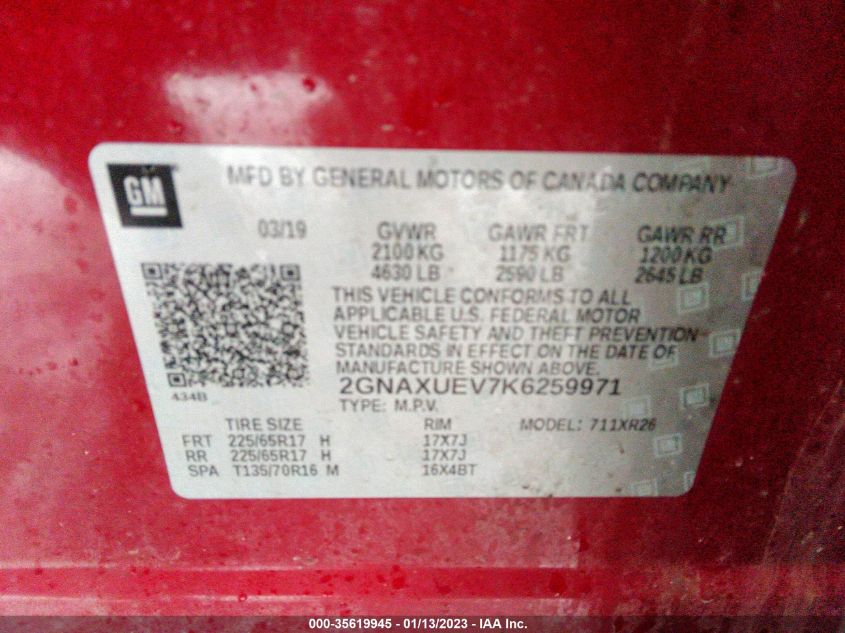 GM
MFD BY GENERAL MOTORS OF CANADA COMPANY
03/19 GVWR GAWR FRT GAWR RR
2100 KG 1175 KG 1200 KG
4630 LB 2590 LB 2645 LB
THIS VEHICLE CONFORMS TO ALL
APPLICABLE U.S. FEDERAL MOTOR
VEHICLE SAFETY AND THEFT PREVENTION
STANDARDS IN EFFECT ON THE DATE OF
MANUFACTURE SHOWN ABOVE.
434B
2GNAXUEV7K6259971
TYPE: M.P.V.
TIRE SIZE RIM MODEL: 711XR26
FRT 225/65R17 H 17X7J
RR 225/65R17 H 17X7J
SPA T135/70R16 M 16X4BT
000-35619945 - 01/13/2023 - IAA Inc.